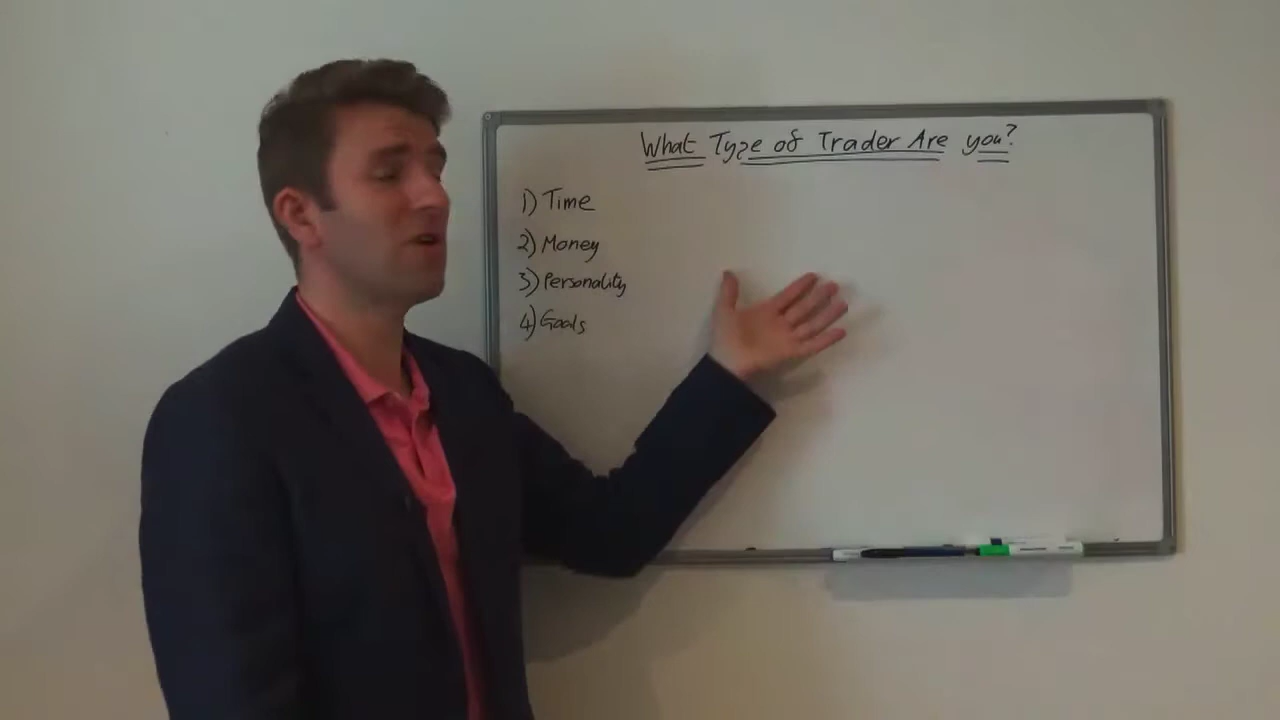 What Type of Trader Are you?
1) Time
2) Money
3) Personality
4) Goals